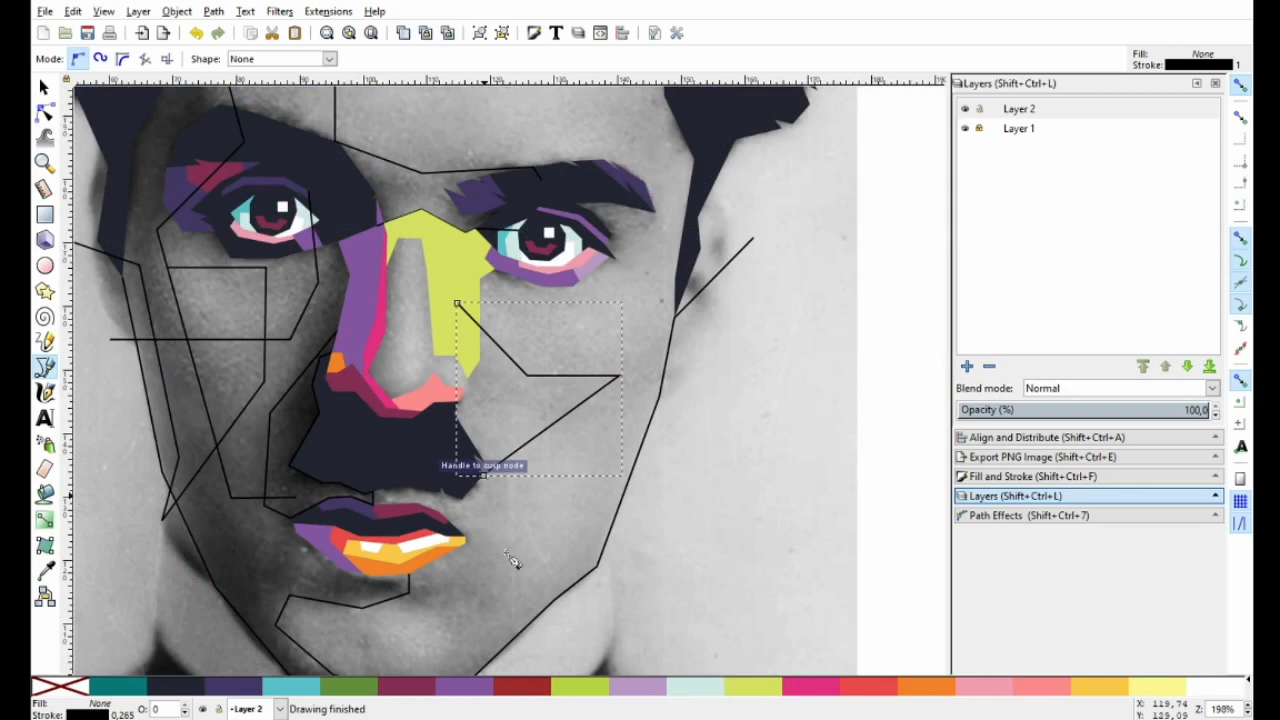 File Edit View Layer Object Path Text Filters Extensions Help
Mode: Shape: None
Fill: None
Stroke: 1
Layers (Shift+Ctrl+L)
Layer 2
Layer 1
Handle to cusp node
Blend mode: Normal
Opacity (%) 100,0
Align and Distribute (Shift+Ctrl+A)
Export PNG Image (Shift+Ctrl+E)
Fill and Stroke (Shift+Ctrl+F)
Layers (Shift+Ctrl+L)
Path Effects (Shift+Ctrl+7)
Fill: None
Stroke: 0,265
O: 0
Layer 2
Drawing finished
X: 119,74
Y: 139,09
Z: 198%